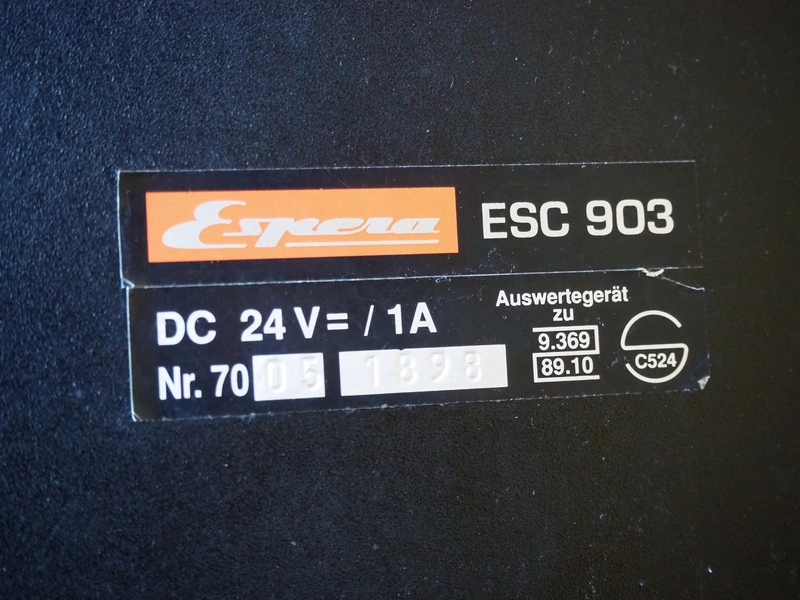 Espera ESC 903
DC 24 V = / 1A
Nr. 70 05 1898
Auswertegerät
zu
9.369
89.10
C524